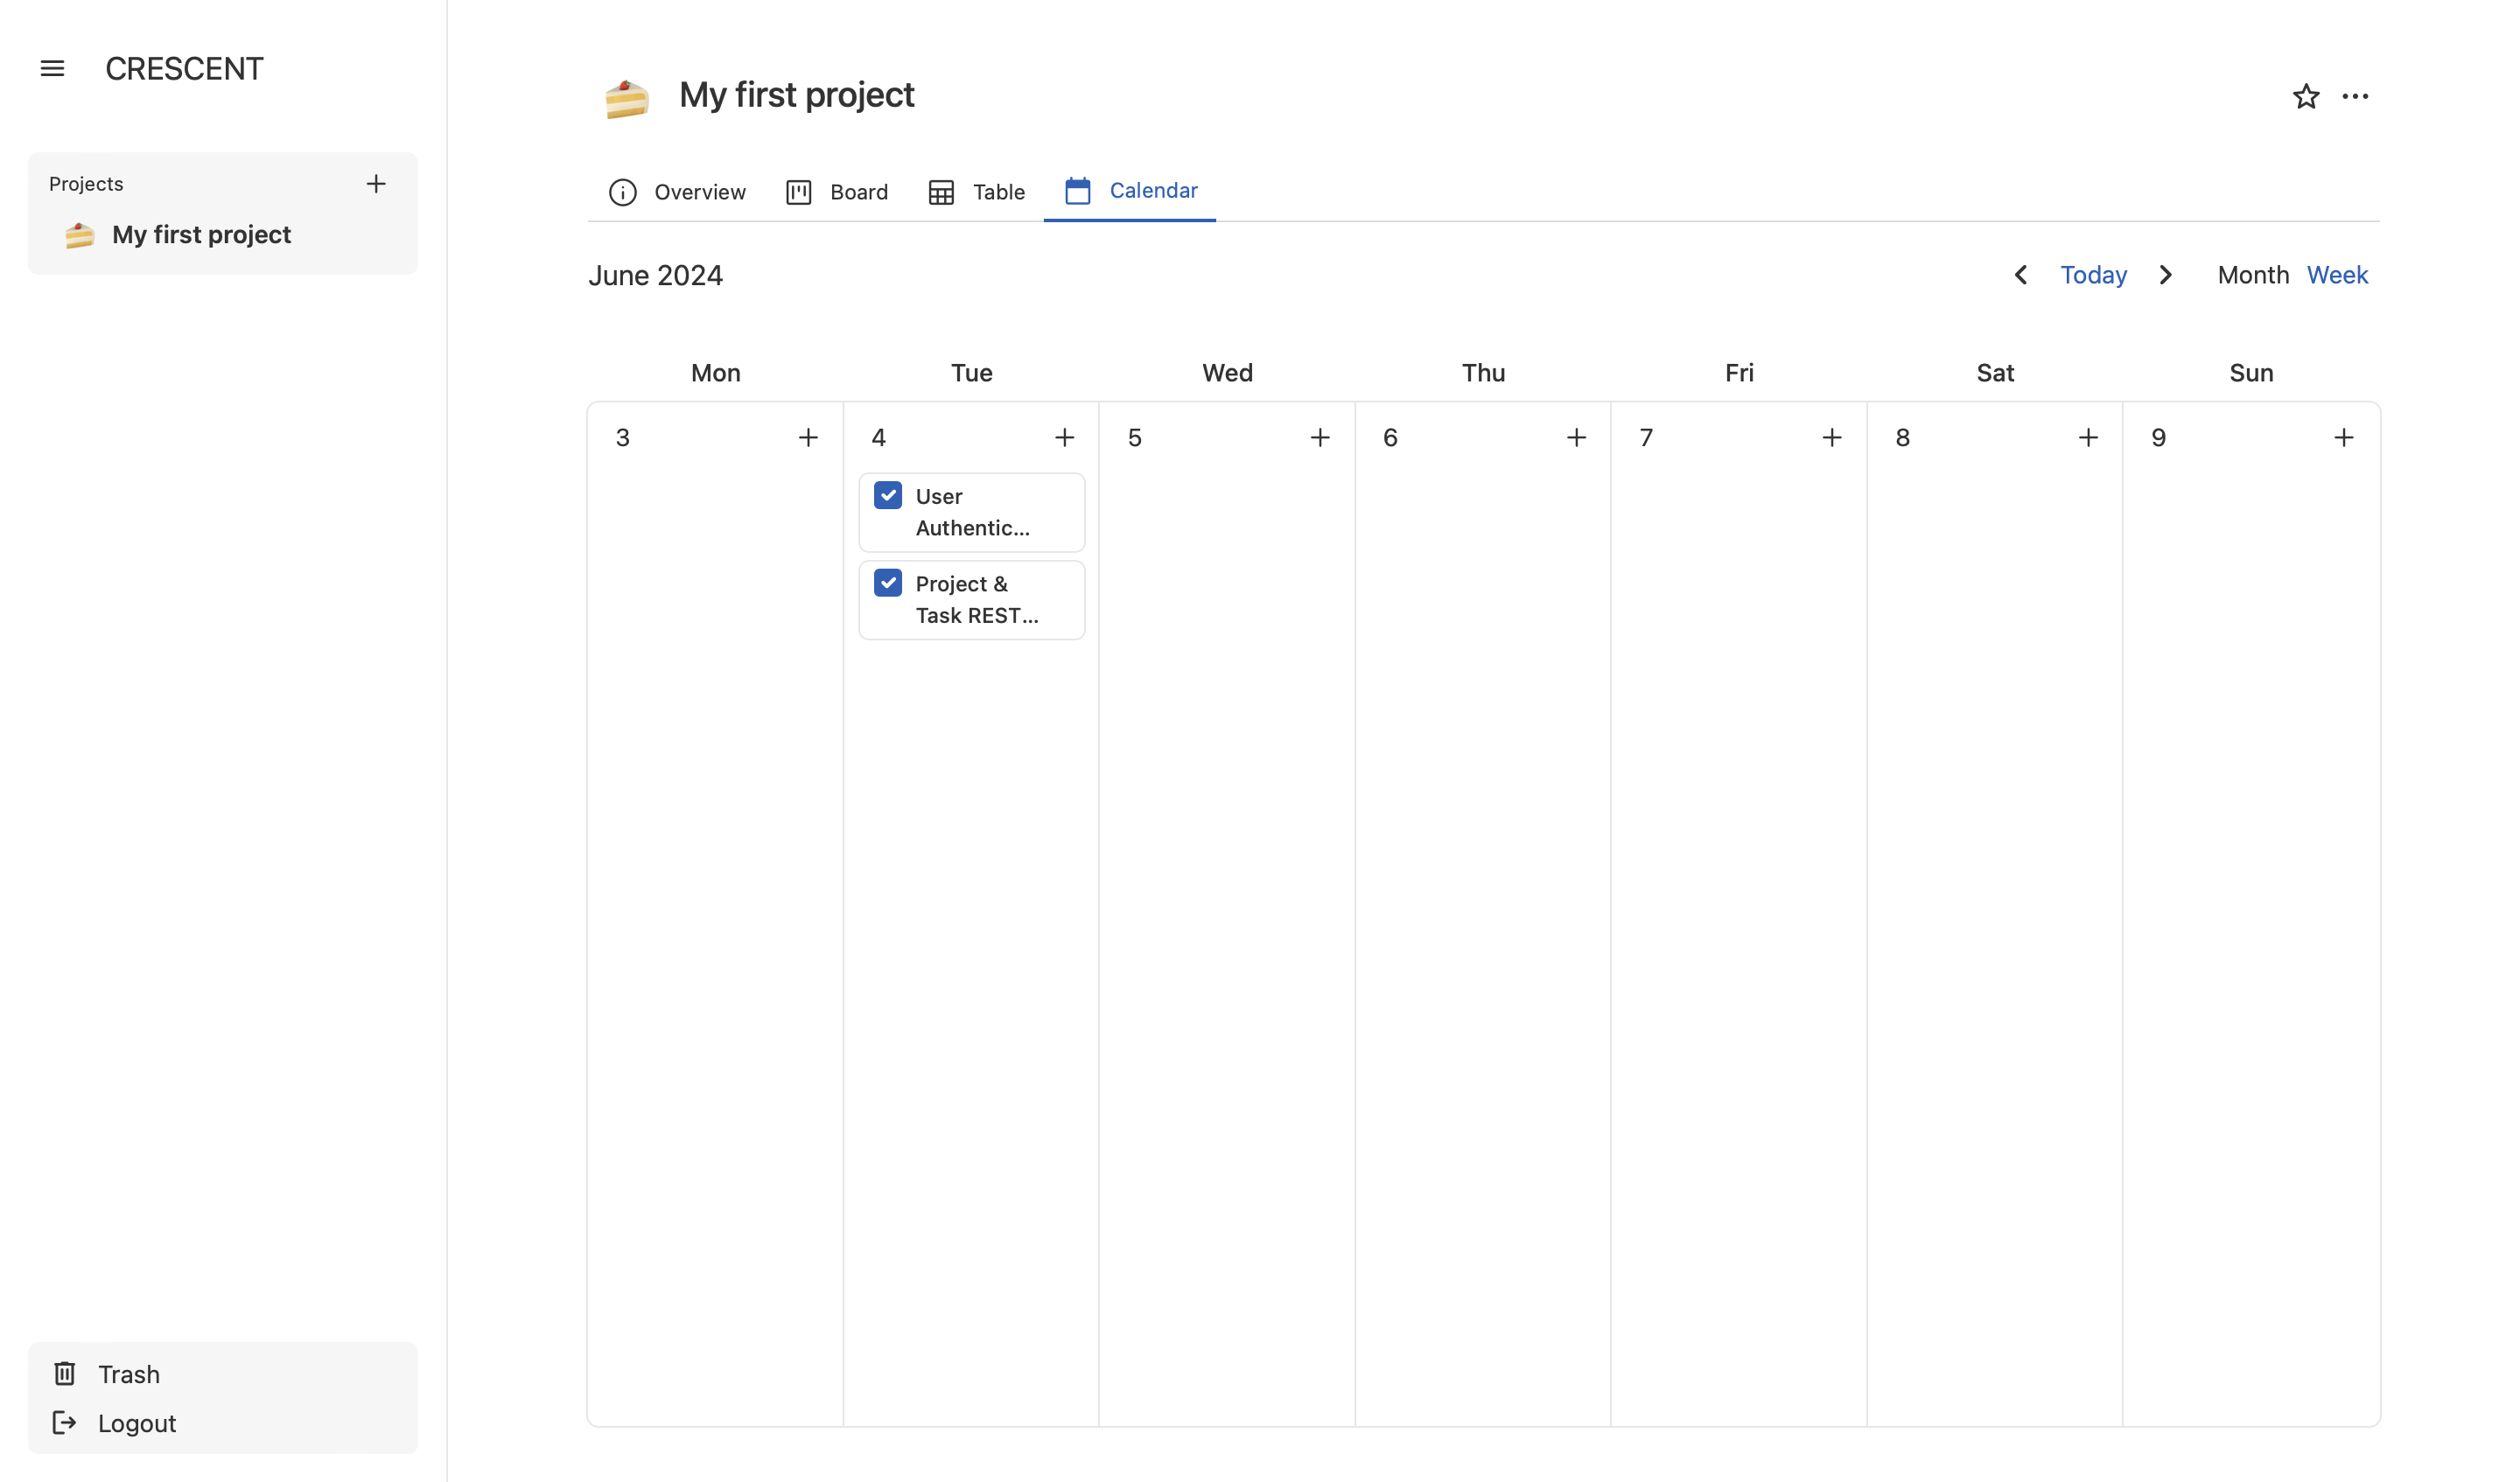 CRESCENT
Projects
My first project
Trash
Logout
My first project
Overview Board Table Calendar
June 2024
Today Month Week
Mon Tue Wed Thu Fri Sat Sun
3 4 5 6 7 8 9
User
Authentic...
Project &
Task REST...